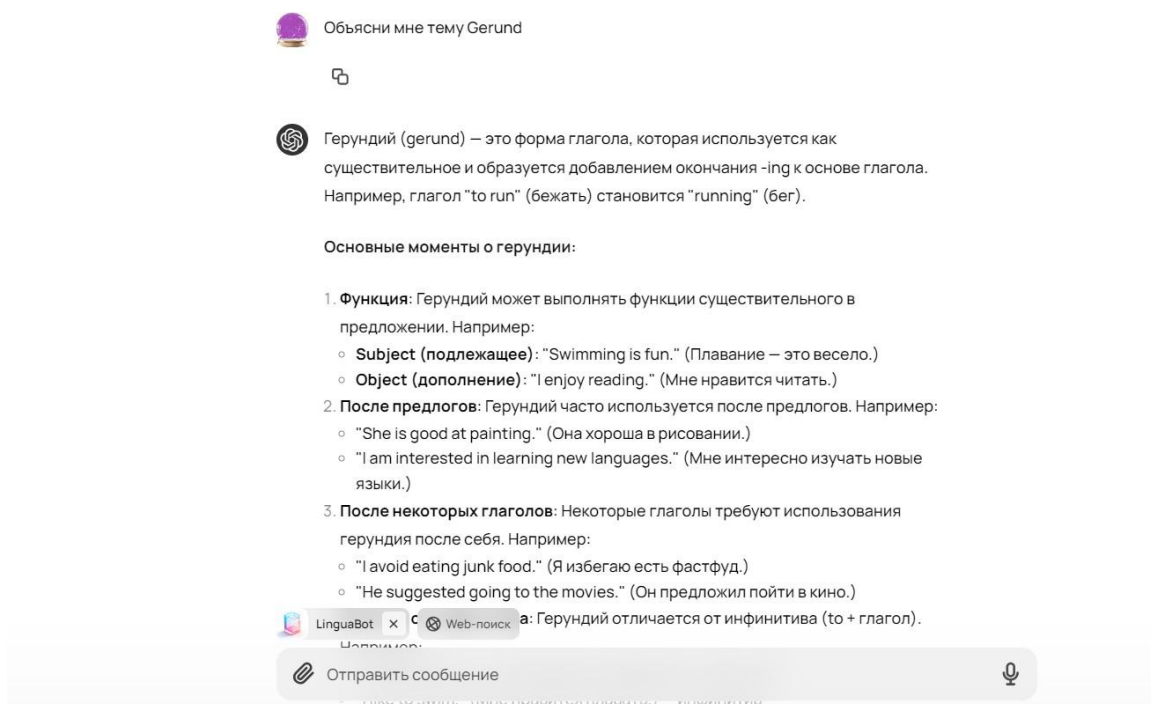 Объясни мне тему Gerund
Герундий (gerund) — это форма глагола, которая используется как
существительное и образуется добавлением окончания -ing к основе глагола.
Например, глагол "to run" (бежать) становится "running" (бег).
Основные моменты о герундии:
1. Функция: Герундий может выполнять функции существительного в
предложении. Например:
Subject (подлежащее): "Swimming is fun." (Плавание — это весело.)
Object (дополнение): "I enjoy reading." (Мне нравится читать.)
2. После предлогов: Герундий часто используется после предлогов. Например:
"She is good at painting." (Она хороша в рисовании.)
"I am interested in learning new languages." (Мне интересно изучать новые
языки.)
3. После некоторых глаголов: Некоторые глаголы требуют использования
герундия после себя. Например:
"I avoid eating junk food." (Я избегаю есть фастфуд.)
"He suggested going to the movies." (Он предложил пойти в кино.)
LinguaBot × Web-поиск а: Герундий отличается от инфинитива (to + глагол).
Например:
Отправить сообщение